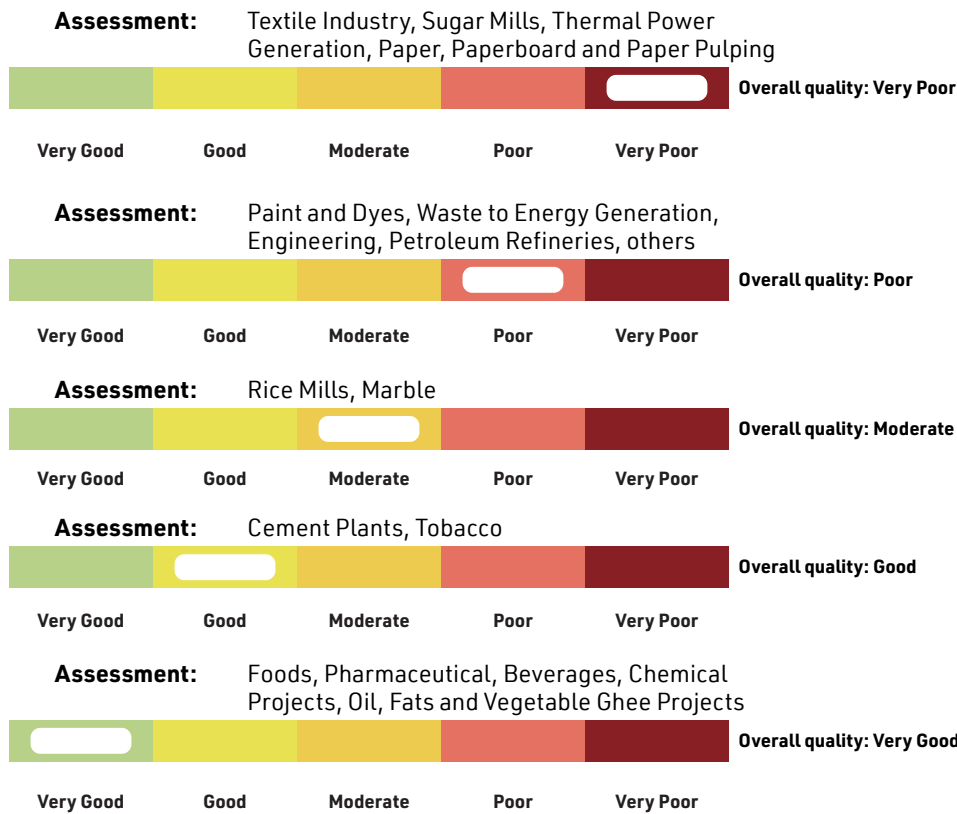 Assessment: Textile Industry, Sugar Mills, Thermal Power
Generation, Paper, Paperboard and Paper Pulping
Overall quality: Very Poor
Very Good Good Moderate Poor Very Poor
Assessment: Paint and Dyes, Waste to Energy Generation,
Engineering, Petroleum Refineries, others
Overall quality: Poor
Very Good Good Moderate Poor Very Poor
Assessment: Rice Mills, Marble
Overall quality: Moderate
Very Good Good Moderate Poor Very Poor
Assessment: Cement Plants, Tobacco
Overall quality: Good
Very Good Good Moderate Poor Very Poor
Assessment: Foods, Pharmaceutical, Beverages, Chemical
Projects, Oil, Fats and Vegetable Ghee Projects
Overall quality: Very Good
Very Good Good Moderate Poor Very Poor